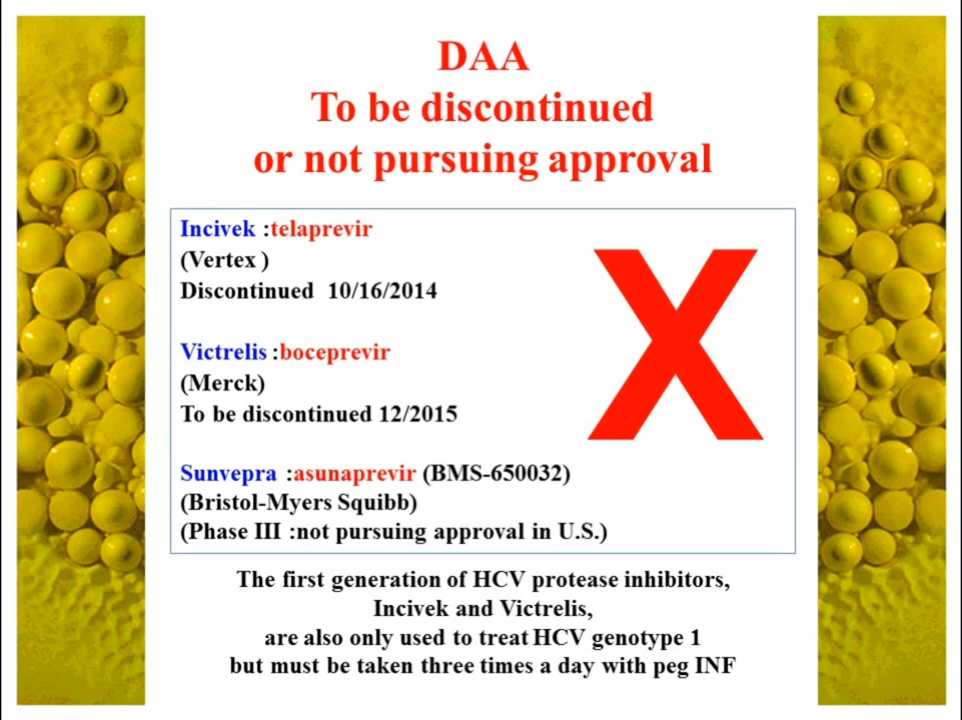 DAA
To be discontinued
or not pursuing approval
Incivek :telaprevir
(Vertex )
Discontinued 10/16/2014
Victrelis :boceprevir
(Merck)
To be discontinued 12/2015
Sunvepra :asunaprevir (BMS-650032)
(Bristol-Myers Squibb)
(Phase III :not pursuing approval in U.S.)
X
The first generation of HCV protease inhibitors,
Incivek and Victrelis,
are also only used to treat HCV genotype 1
but must be taken three times a day with peg INF